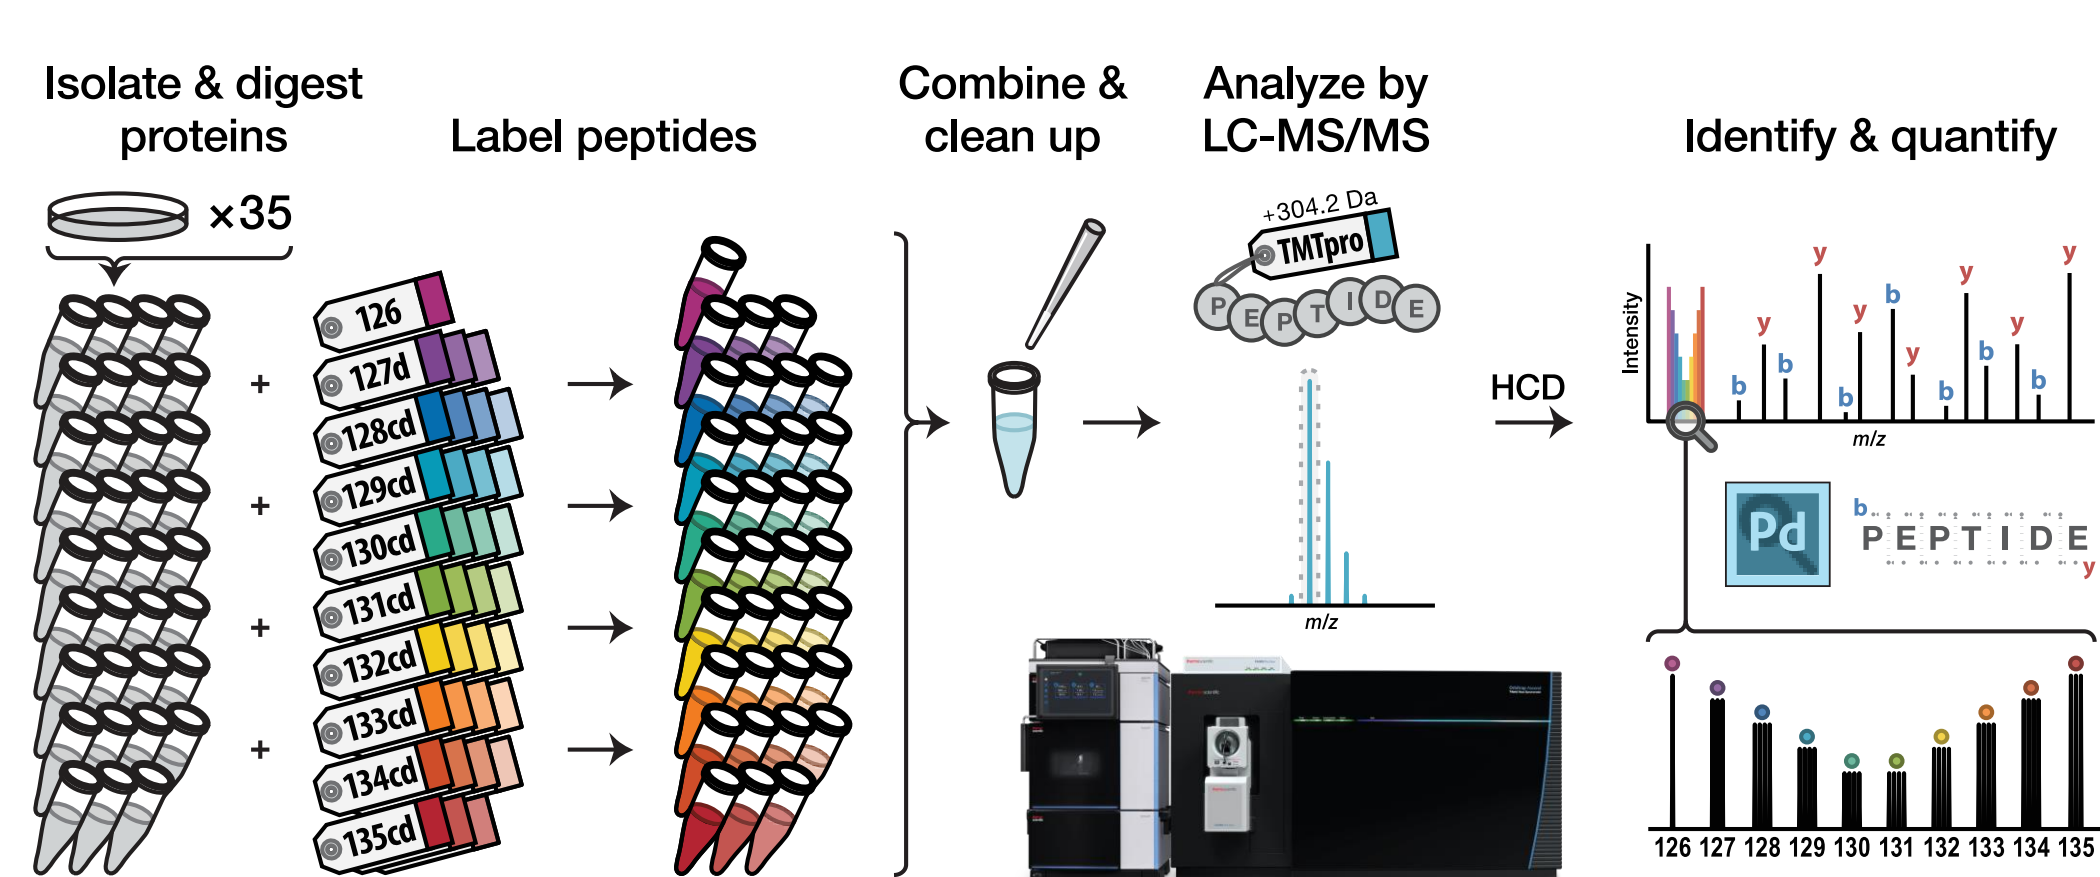 Isolate & digest
proteins
×35
Label peptides
126
127d
128cd
129cd
130cd
131cd
132cd
133cd
134cd
135cd
+
+
+
+
Combine &
clean up
Analyze by
LC-MS/MS
+304.2 Da
TMTpro
PEPTIDE
m/z
HCD
Identify & quantify
Intensity
b y b y b y b y b y b y b y
m/z
Pd
b
PEPTIDE
y
126 127 128 129 130 131 132 133 134 135